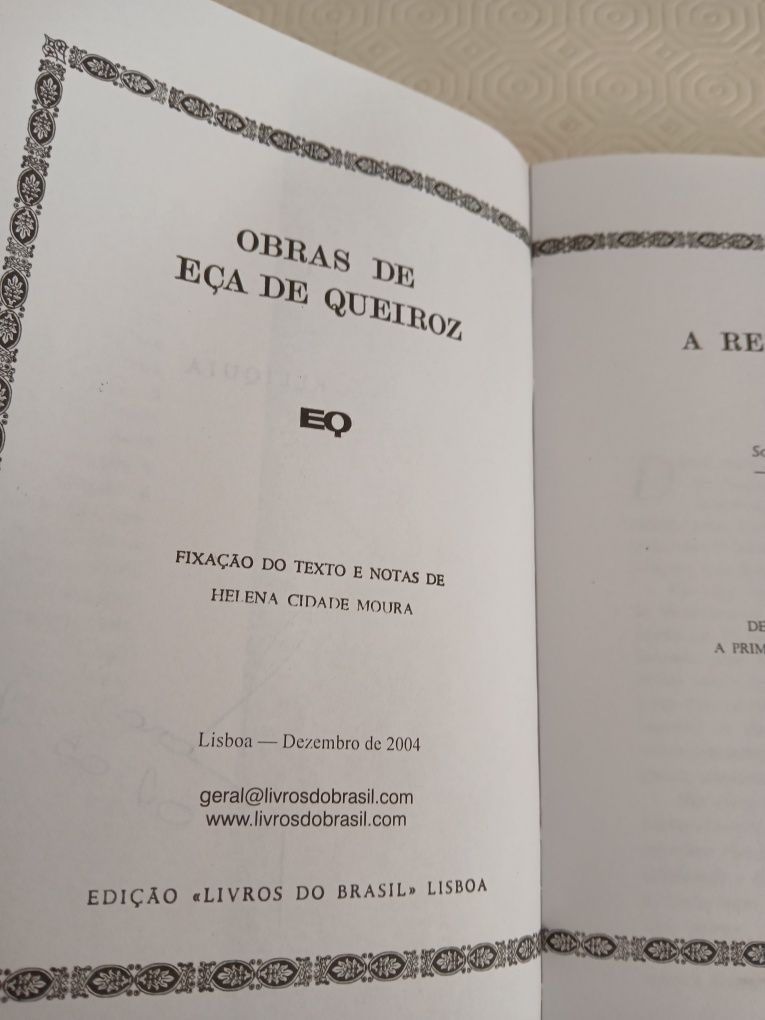 OBRAS DE
EÇA DE QUEIROZ
EQ
FIXAÇÃO DO TEXTO E NOTAS DE
HELENA CIDADE MOURA
Lisboa — Dezembro de 2004
geral@livrosdobrasil.com
www.livrosdobrasil.com
EDIÇÃO «LIVROS DO BRASIL» LISBOA
A RE
So
DE
A PRIM